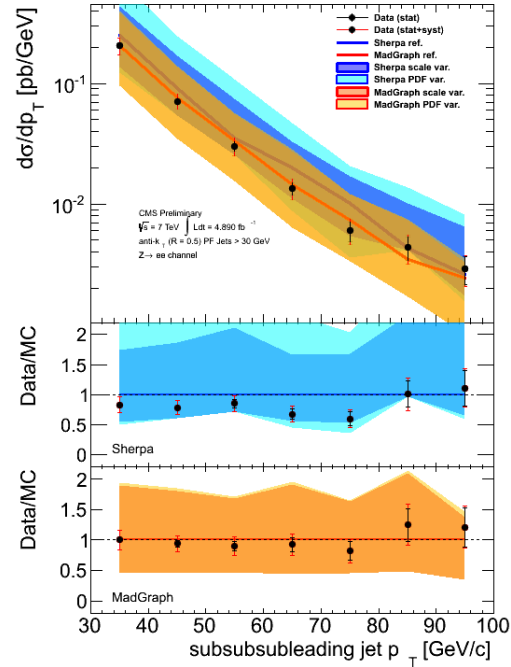 dσ/dp_T [pb/GeV]
10⁻¹
10⁻²
Data (stat)
Data (stat+syst)
Sherpa ref.
MadGraph ref.
Sherpa scale var.
Sherpa PDF var.
MadGraph scale var.
MadGraph PDF var.
CMS Preliminary
√s = 7 TeV ∫ Ldt = 4.890 fb⁻¹
anti-k_T (R = 0.5) PF Jets > 30 GeV
Z→ ee channel
Data/MC
2
1.5
1
0.5
0
Sherpa
Data/MC
2
1.5
1
0.5
0
MadGraph
30 40 50 60 70 80 90 100
subsubsubleading jet p_T [GeV/c]